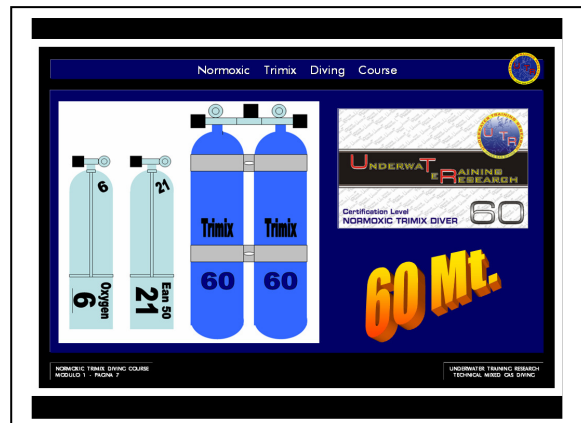 Normoxic Trimix Diving Course
6
21
Trimix
Trimix
60
60
Oxygen
6
Ean 50
21
UTR
UNDERWATER TRAINING RESEARCH
Certification Level
NORMOXIC TRIMIX DIVER
60
60 Mt.
NORMOXIC TRIMIX DIVING COURSE
MODULO 1 - PAGINA 7
UNDERWATER TRAINING RESEARCH
TECHNICAL MIXED GAS DIVING